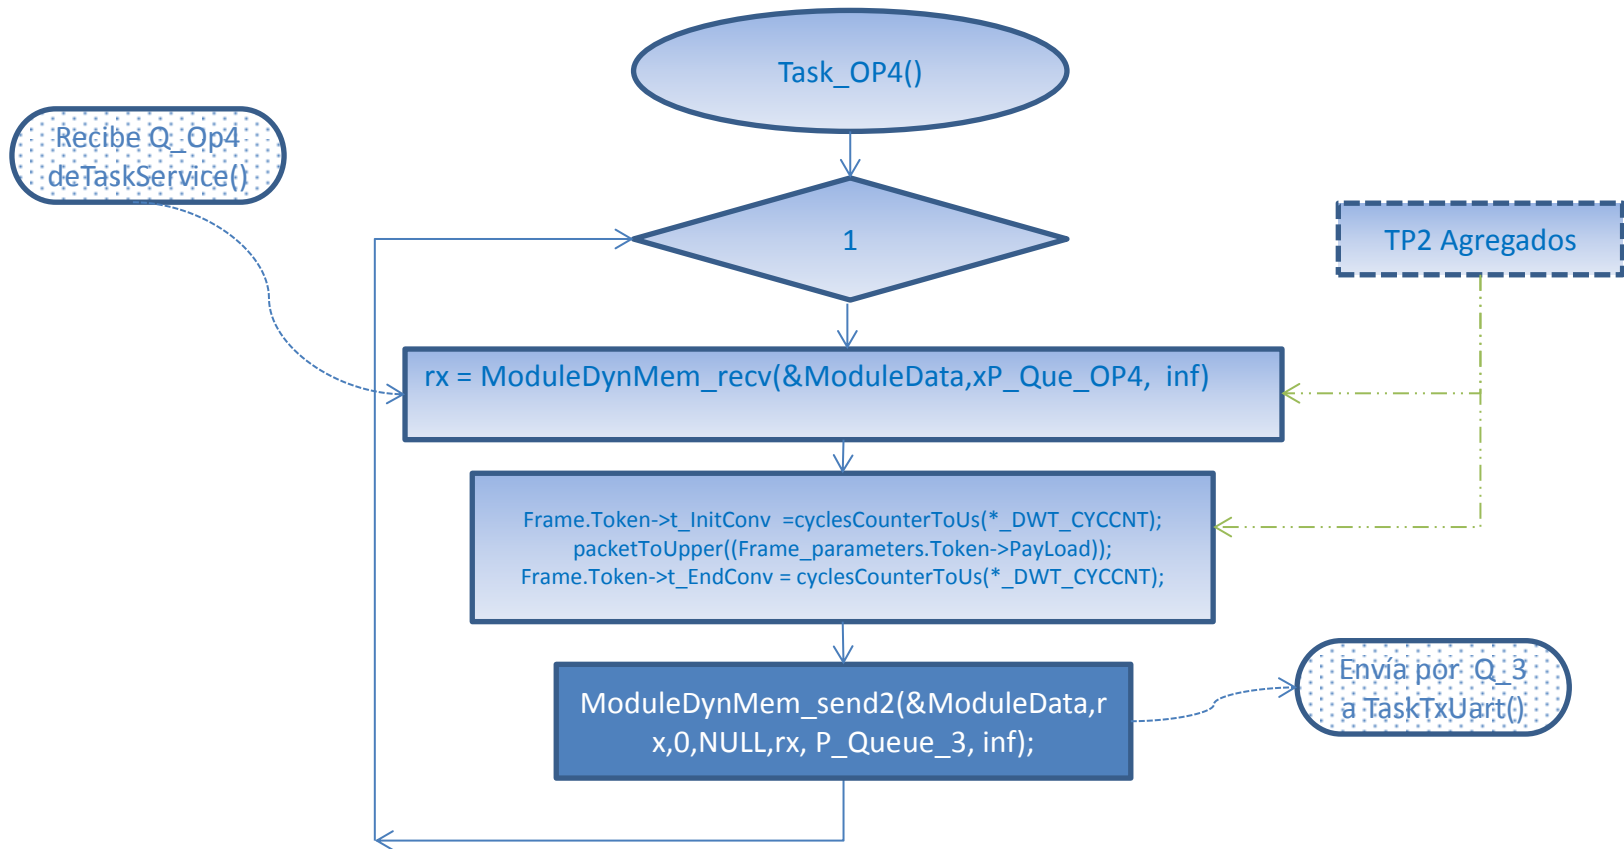 Task_OP4()
Recibe Q_Op4
deTaskService()
1
TP2 Agregados
rx = ModuleDynMem_recv(&ModuleData,xP_Que_OP4,  inf)
Frame.Token->t_InitConv  =cyclesCounterToUs(*_DWT_CYCCNT);
packetToUpper((Frame_parameters.Token->PayLoad));
Frame.Token->t_EndConv = cyclesCounterToUs(*_DWT_CYCCNT);
ModuleDynMem_send2(&ModuleData,r
x,0,NULL,rx, P_Queue_3, inf);
Envía por  Q_3
a TaskTxUart()